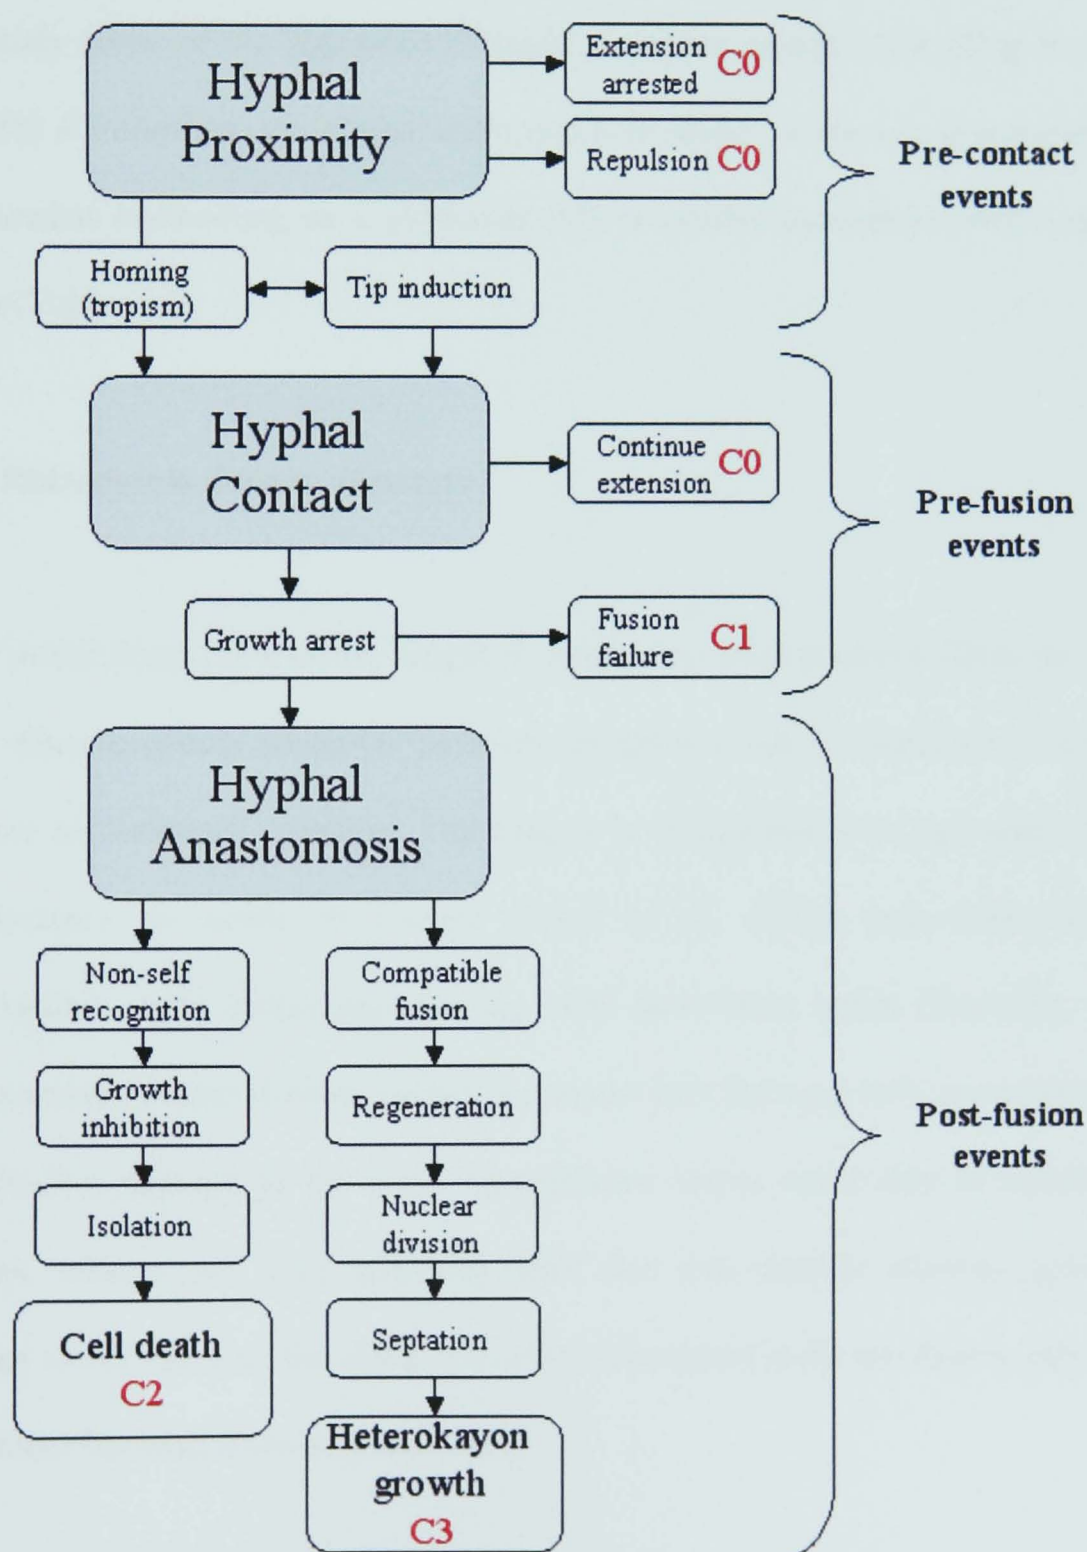 Hyphal
Proximity
Extension
arrested C0
Repulsion C0
Pre-contact
events
Homing
(tropism)
Tip induction
Hyphal
Contact
Continue
extension C0
Pre-fusion
events
Growth arrest
Fusion
failure C1
Hyphal
Anastomosis
Non-self
recognition
Compatible
fusion
Growth
inhibition
Regeneration
Post-fusion
events
Isolation
Nuclear
division
Cell death
C2
Septation
Heterokayon
growth
C3